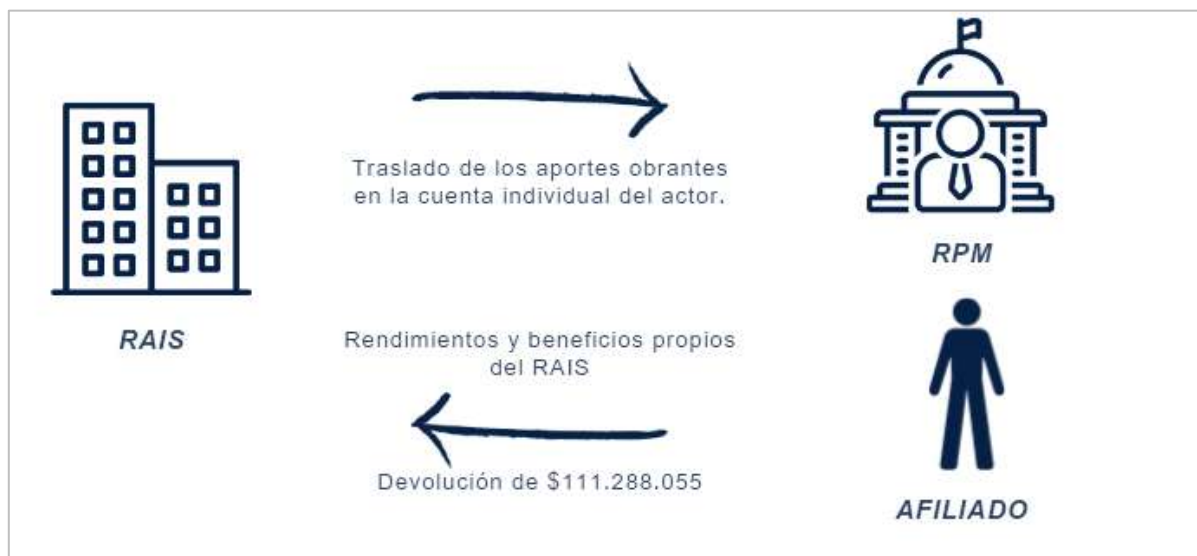 Traslado de los aportes obrantes
en la cuenta individual del actor.
RPM
RAIS
Rendimientos y beneficios propios
del RAIS
Devolución de $111.288.055
AFILIADO